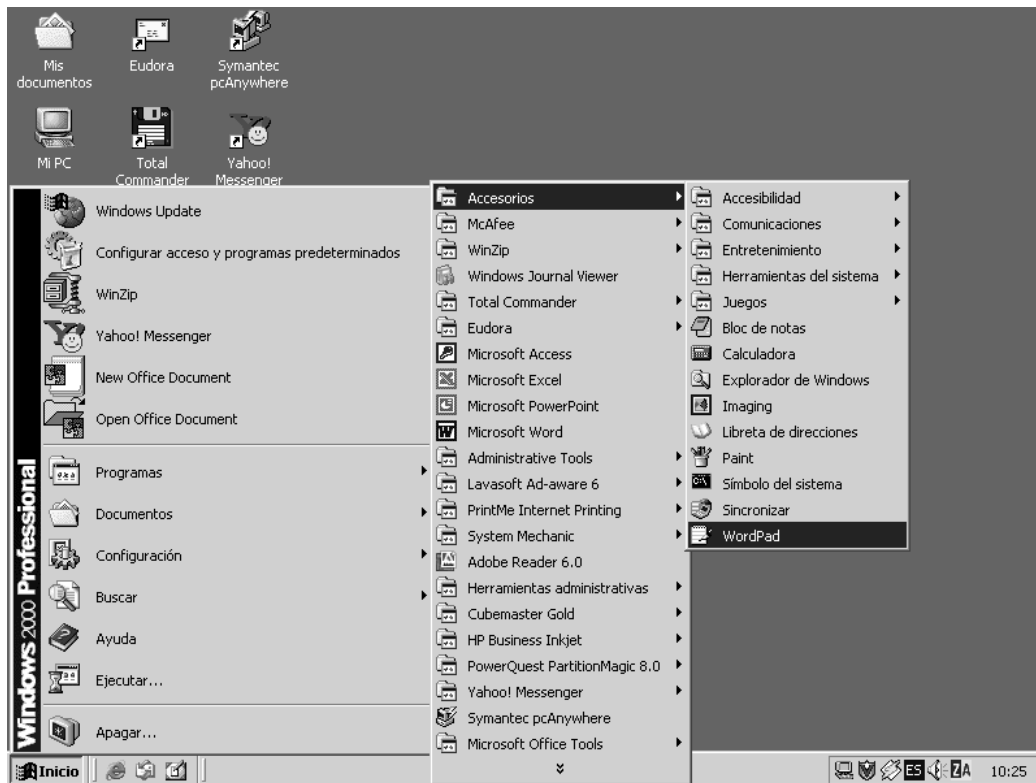 Mis
documentos
Eudora
Symantec
pcAnywhere
Mi PC
Total
Commander
Yahoo!
Messenger
Windows 2000 Professional
Windows Update
Configurar acceso y programas predeterminados
WinZip
Yahoo! Messenger
New Office Document
Open Office Document
Programas
Documentos
Configuración
Buscar
Ayuda
Ejecutar...
Apagar...
Accesorios
McAfee
WinZip
Windows Journal Viewer
Total Commander
Eudora
Microsoft Access
Microsoft Excel
Microsoft PowerPoint
Microsoft Word
Administrative Tools
Lavasoft Ad-aware 6
PrintMe Internet Printing
System Mechanic
Adobe Reader 6.0
Herramientas administrativas
Cubemaster Gold
HP Business Inkjet
PowerQuest PartitionMagic 8.0
Yahoo! Messenger
Symantec pcAnywhere
Microsoft Office Tools
Accesibilidad
Comunicaciones
Entretenimiento
Herramientas del sistema
Juegos
Bloc de notas
Calculadora
Explorador de Windows
Imaging
Libreta de direcciones
Paint
Símbolo del sistema
Sincronizar
WordPad
Inicio
ES
ZA
10:25